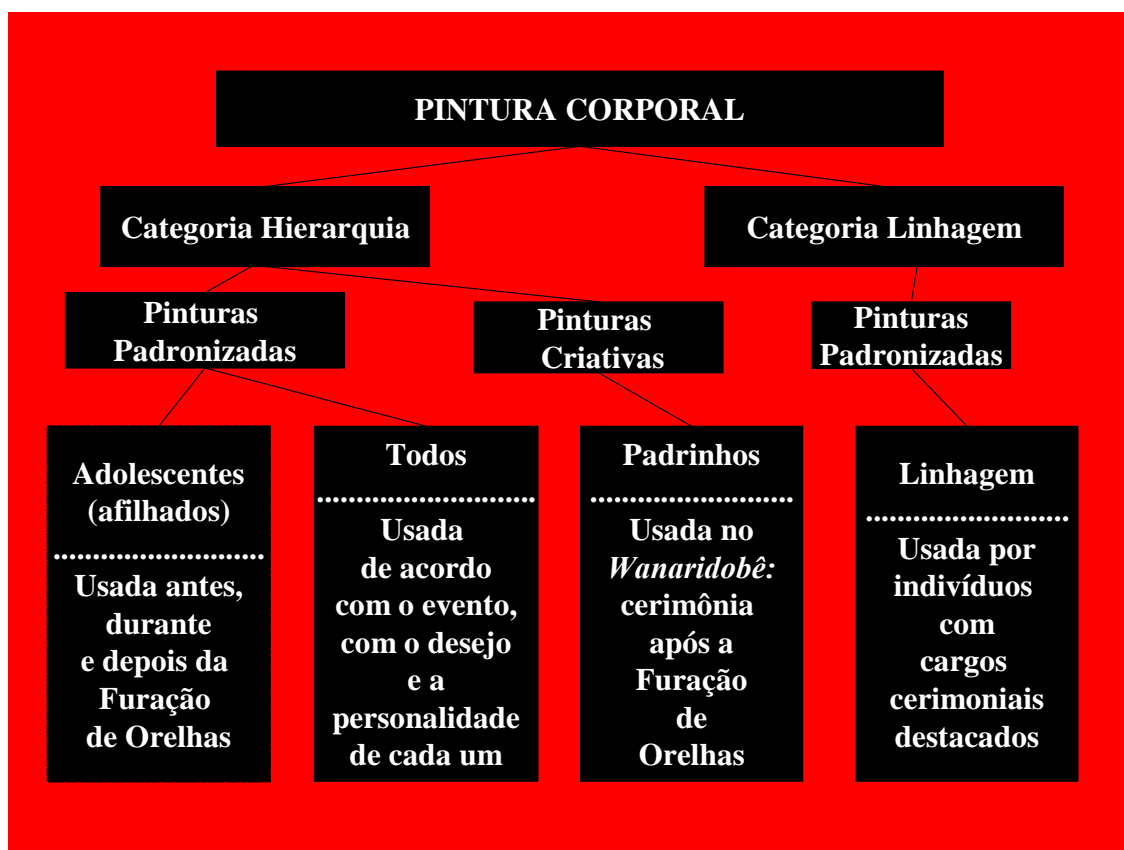 PINTURA CORPORAL
Categoria Hierarquia
Categoria Linhagem
Pinturas
Padronizadas
Pinturas
Criativas
Pinturas
Padronizadas
Adolescentes
(afilhados)
...........................
Usada antes,
durante
e depois da
Furação
de Orelhas
Todos
............................
Usada
de acordo
com o evento,
com o desejo
e a
personalidade
de cada um
Padrinhos
..........................
Usada no
Wanaridobê:
cerimônia
após a
Furação
de
Orelhas
Linhagem
..........................
Usada por
indivíduos
com
cargos
cerimoniais
destacados